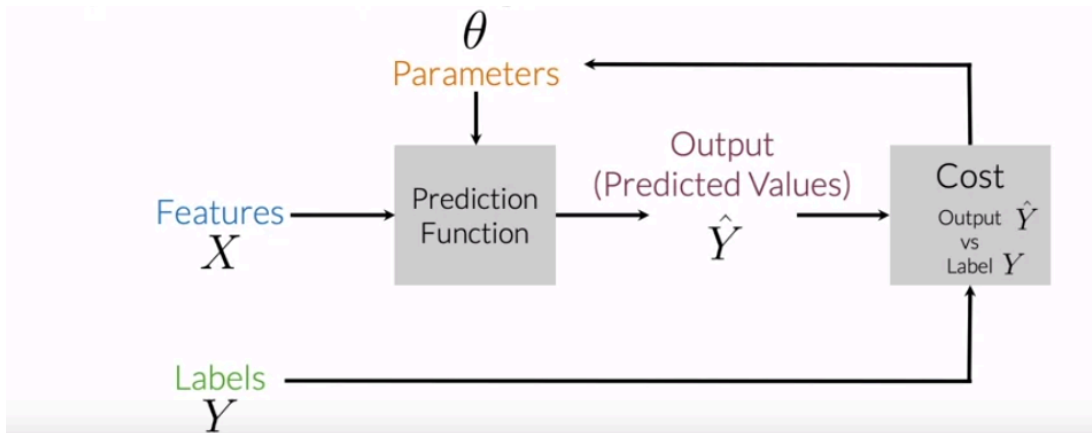 θ
Parameters
Prediction
Function
Features
X
Output
(Predicted Values)
Ŷ
Cost
Output Ŷ
vs
Label Y
Labels
Y